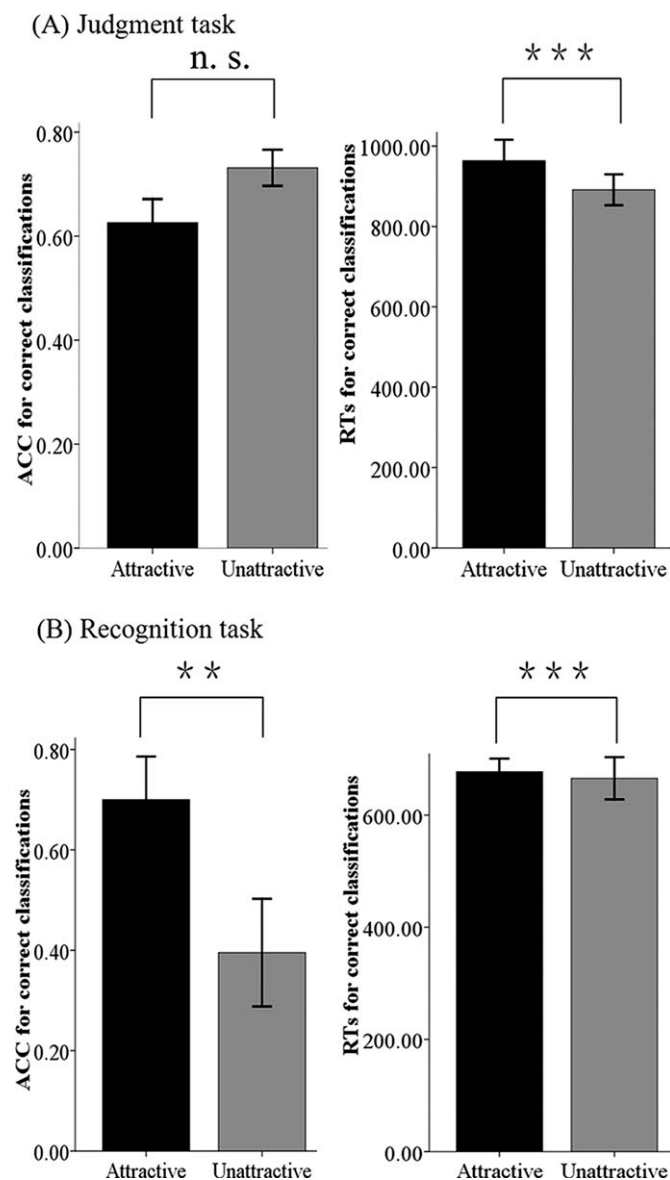 (A) Judgment task
n. s.
***
ACC for correct classifications
0.80
0.60
0.40
0.20
0.00
Attractive Unattractive
RTs for correct classifications
1000.00
800.00
600.00
400.00
200.00
0.00
Attractive Unattractive
(B) Recognition task
**
***
ACC for correct classifications
0.80
0.60
0.40
0.20
0.00
Attractive Unattractive
RTs for correct classifications
600.00
400.00
200.00
0.00
Attractive Unattractive